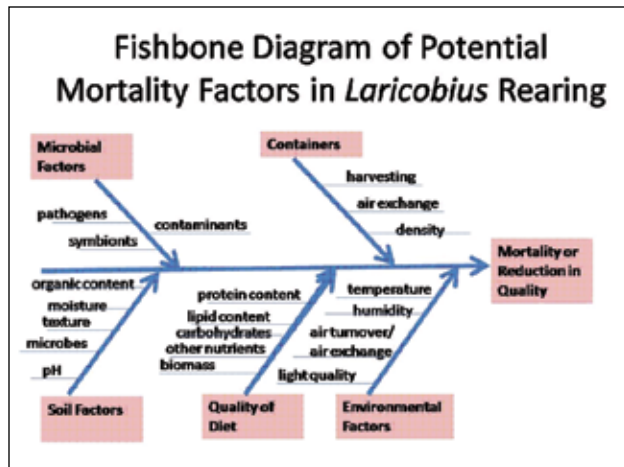 Fishbone Diagram of Potential
Mortality Factors in Laricobius Rearing
Microbial
Factors
Containers
harvesting
air exchange
density
pathogens
contaminants
symbionts
Mortality or
Reduction in
Quality
organic content
moisture
texture
microbes
pH
protein content
lipid content
carbohydrates
other nutrients
biomass
temperature
humidity
air turnover/
air exchange
light quality
Soil Factors
Quality of
Diet
Environmental
Factors